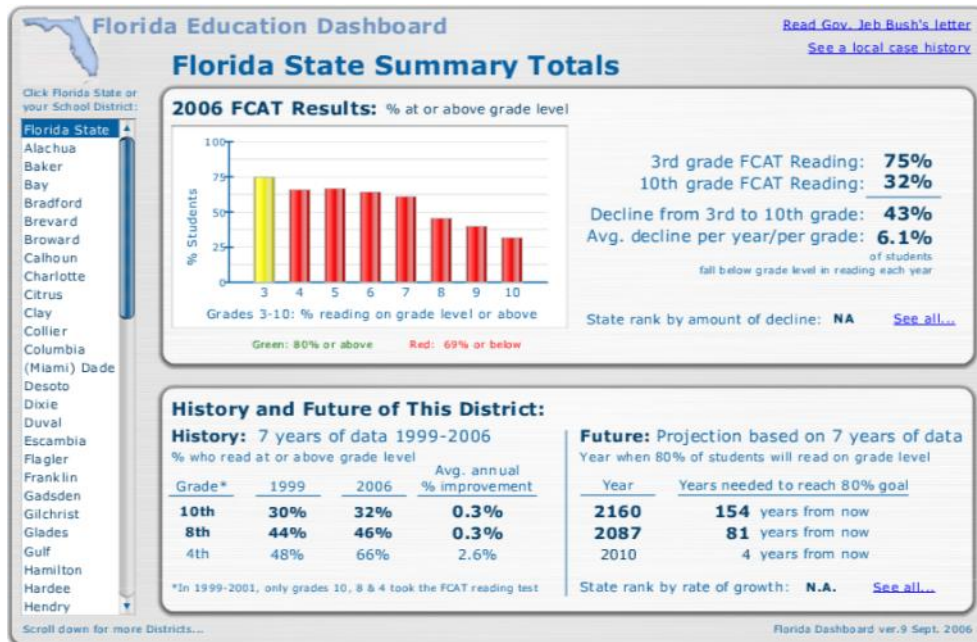 Florida Education Dashboard
Read Gov. Jeb Bush's letter
See a local case history
Florida State Summary Totals
Click Florida State or
your School District:
Florida State
Alachua
Baker
Bay
Bradford
Brevard
Broward
Calhoun
Charlotte
Citrus
Clay
Collier
Columbia
(Miami) Dade
Desoto
Dixie
Duval
Escambia
Flagler
Franklin
Gadsden
Gilchrist
Glades
Gulf
Hamilton
Hardee
Hendry
Scroll down for more Districts...
2006 FCAT Results: % at or above grade level
% Students
100
75
50
25
0
3 4 5 6 7 8 9 10
Grades 3-10: % reading on grade level or above
Green: 80% or above Red: 69% or below
3rd grade FCAT Reading: 75%
10th grade FCAT Reading: 32%
Decline from 3rd to 10th grade: 43%
Avg. decline per year/per grade: 6.1%
of students
fall below grade level in reading each year
State rank by amount of decline: NA See all...
History and Future of This District:
History: 7 years of data 1999-2006
% who read at or above grade level
Avg. annual
Grade* 1999 2006 % improvement
10th 30% 32% 0.3%
8th 44% 46% 0.3%
4th 48% 66% 2.6%
*In 1999-2001, only grades 10, 8 & 4 took the FCAT reading test
Future: Projection based on 7 years of data
Year when 80% of students will read on grade level
Year Years needed to reach 80% goal
2160 154 years from now
2087 81 years from now
2010 4 years from now
State rank by rate of growth: N.A. See all...
Florida Dashboard ver.9 Sept. 2006